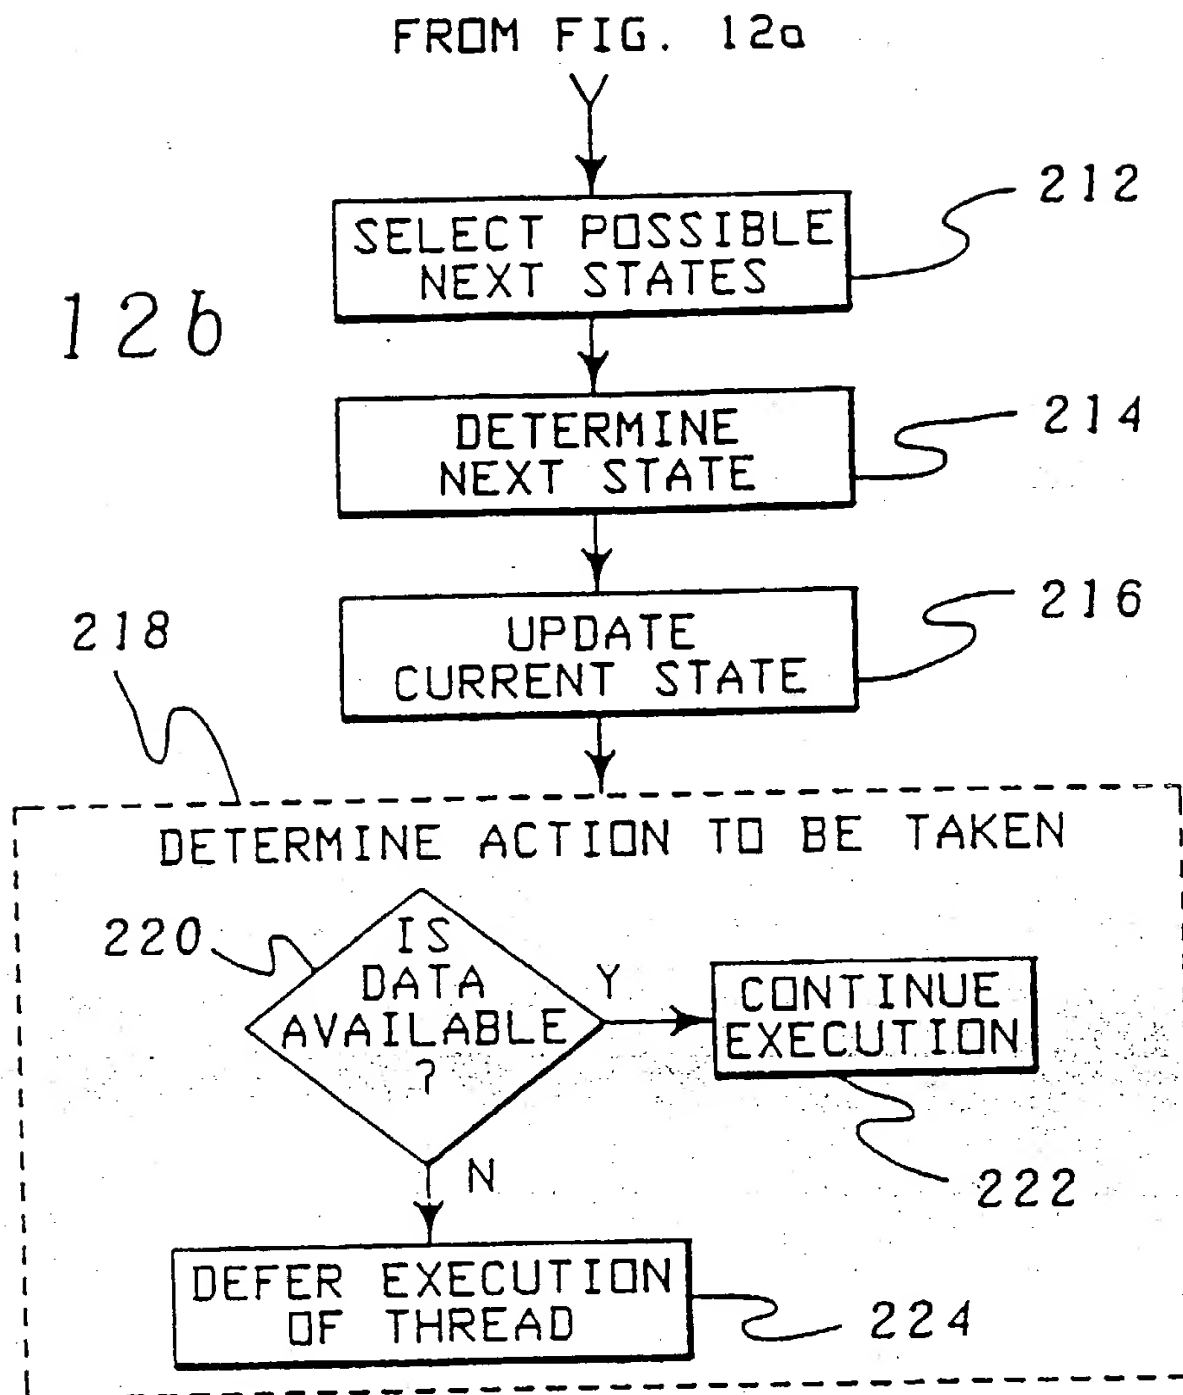 FROM FIG. 12a
212
SELECT POSSIBLE
NEXT STATES
12b
214
DETERMINE
NEXT STATE
216
UPDATE
CURRENT STATE
218
DETERMINE ACTION TO BE TAKEN
220
IS
DATA
AVAILABLE
?
Y
CONTINUE
EXECUTION
222
N
DEFER EXECUTION
OF THREAD
224